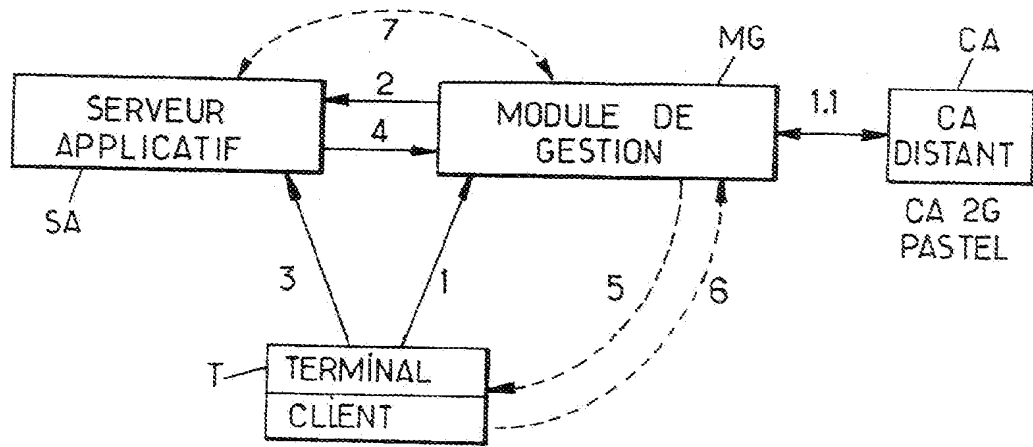 7
MG
CA
SERVEUR
APPLICATIF
2
4
MODULE DE
GESTION
1.1
CA
DISTANT
SA
CA 2G
PASTEL
3
1
5
6
T
TERMINAL
CLIENT